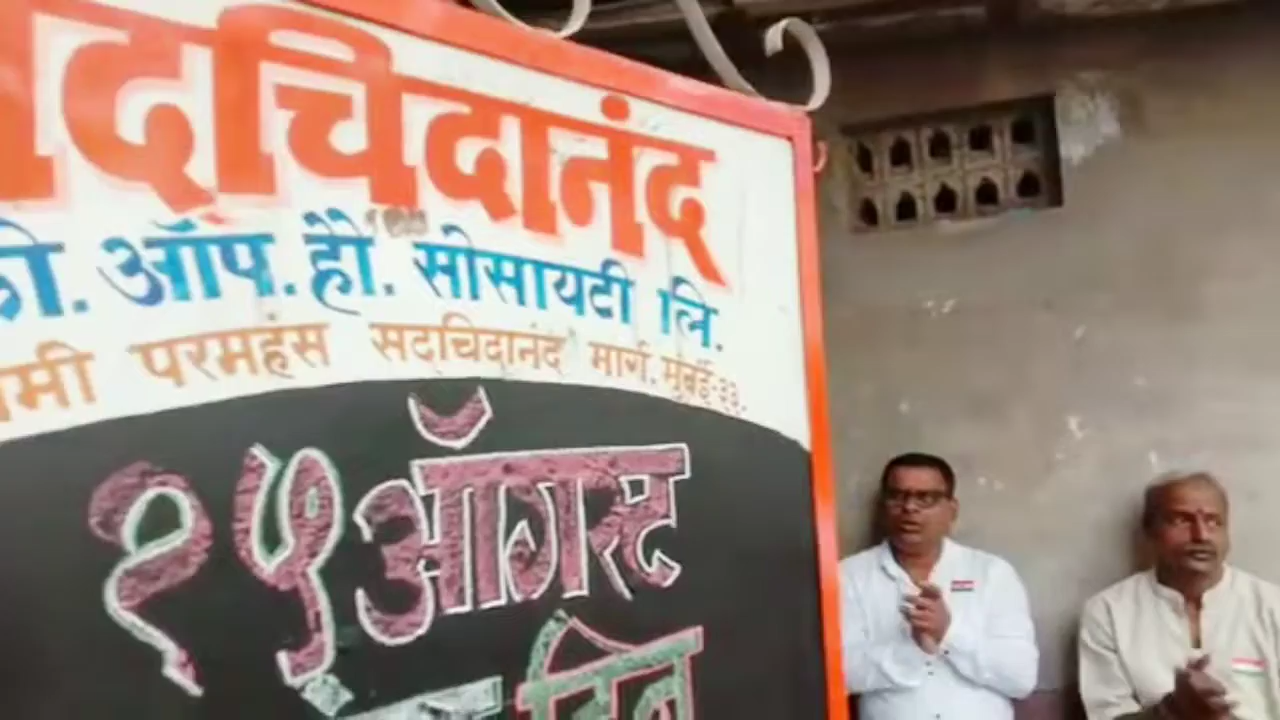 दचिदानंद
को. ऑप. हौ. सोसायटी लि.
मी परमहंस सदचिदानंद मार्ग. मुंबई-३३.
१५ ऑगस्ट
दिन